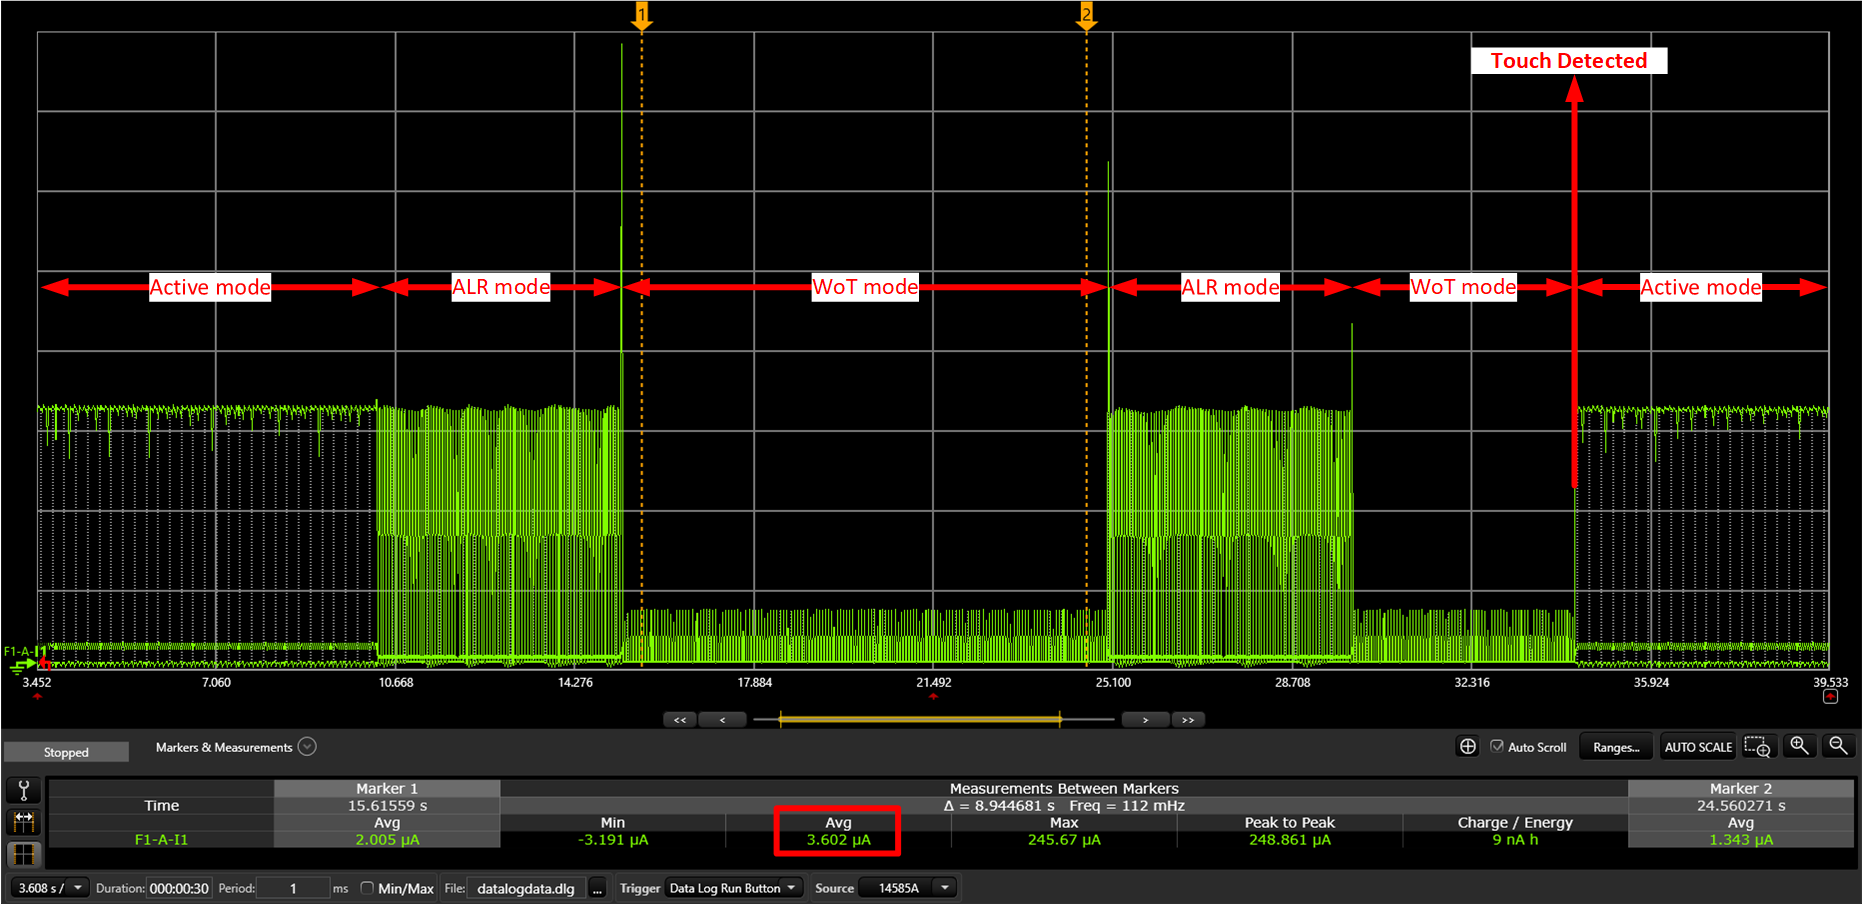 1
2
Touch Detected
Active mode
ALR mode
WoT mode
ALR mode
WoT mode
Active mode
F1-A-I1
3.452
7.060
10.668
14.276
17.884
21.492
25.100
28.708
32.316
35.924
39.533
<<
<
>
>>
Stopped
Markers & Measurements
Auto Scroll
Ranges...
AUTO SCALE
Marker 1
Measurements Between Markers
Marker 2
Time
15.61559 s
Δ = 8.944681 s Freq = 112 mHz
24.560271 s
Avg
Min
Avg
Max
Peak to Peak
Charge / Energy
Avg
F1-A-I1
2.005 µA
-3.191 µA
3.602 µA
245.67 µA
248.861 µA
9 nA h
1.343 µA
3.608 s /
Duration:
000:00:30
Period:
1
ms
Min/Max
File:
datalogdata.dlg
...
Trigger
Data Log Run Button
Source
14585A